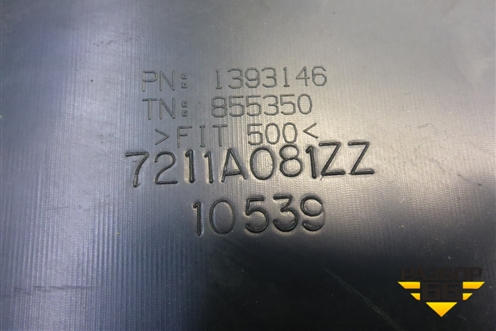 PN: 1393146
TN: 855350
>FIT 500<
7211A081ZZ
10539